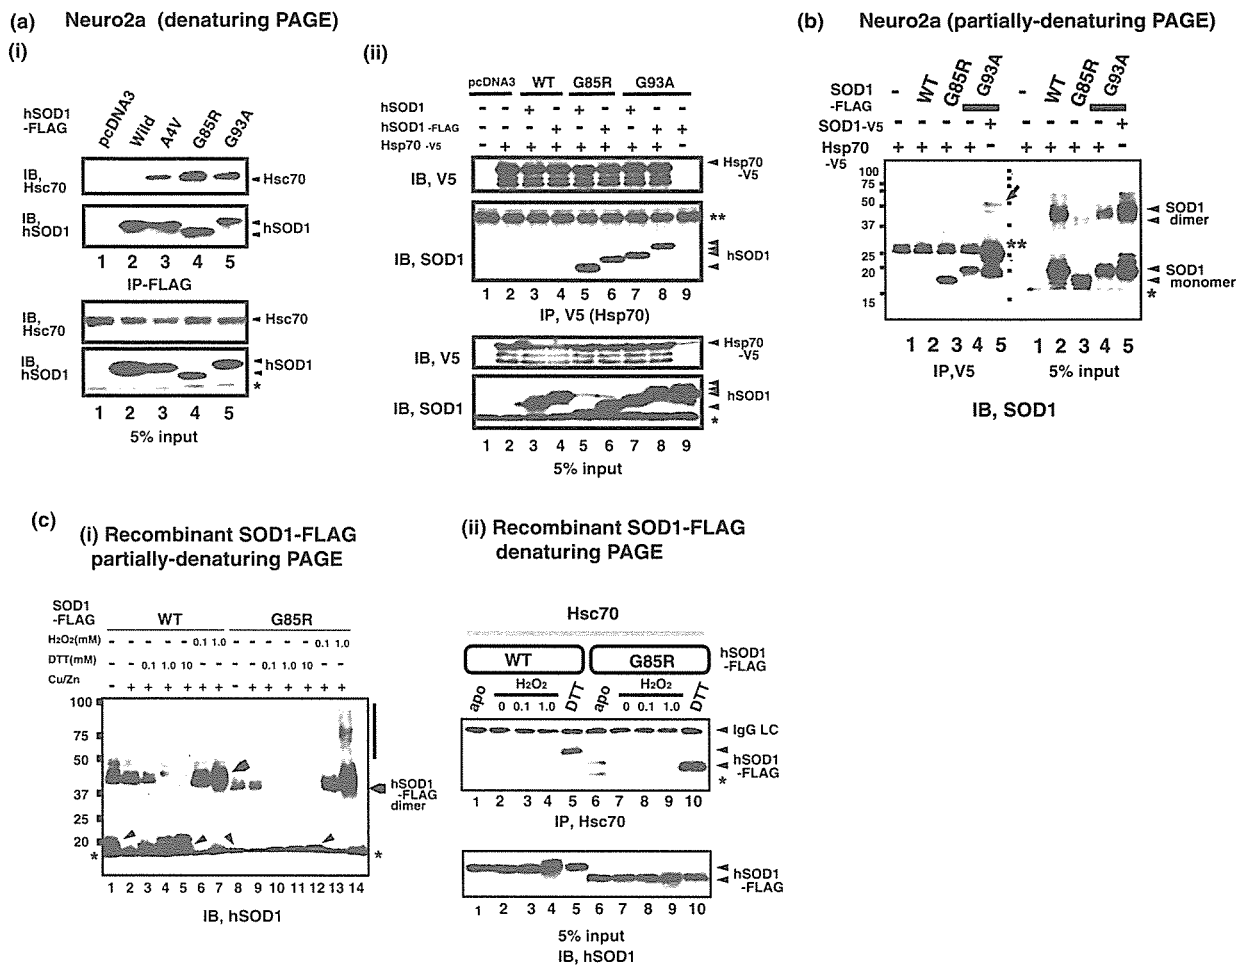 (a) Neuro2a (denaturing PAGE)
(i)
hSOD1
-FLAG
pcDNA3
Wild
A4V
G85R
G93A
IB,
Hsc70
Hsc70
IB,
hSOD1
hSOD1
1 2 3 4 5
IP-FLAG
IB,
Hsc70
Hsc70
IB,
hSOD1
hSOD1
*
1 2 3 4 5
5% input
(ii)
pcDNA3 WT G85R G93A
hSOD1 - - + - + - + - -
hSOD1 -FLAG - - - + - + - + +
Hsp70 -V5 - + + + + + + + -
IB, V5
Hsp70
-V5
**
IB, SOD1
hSOD1
1 2 3 4 5 6 7 8 9
IP, V5 (Hsp70)
IB, V5
Hsp70
-V5
IB, SOD1
hSOD1
*
1 2 3 4 5 6 7 8 9
5% input
(b) Neuro2a (partially-denaturing PAGE)
SOD1
-FLAG
- WT G85R G93A - WT G85R G93A
SOD1-V5 + +
Hsp70
-V5
+ + + + - + + + + -
100
75
50
37
25
20
15
**
SOD1
dimer
SOD1
monomer
*
1 2 3 4 5 1 2 3 4 5
IP,V5 5% input
IB, SOD1
(c)
(i) Recombinant SOD1-FLAG
partially-denaturing PAGE
SOD1
-FLAG
WT G85R
H2O2(mM) - - - - - 0.1 1.0 - - - - - 0.1 1.0
DTT(mM) - - 0.1 1.0 10 - - - - 0.1 1.0 10 - -
Cu/Zn - + + + + + + - + + + + + +
100
75
50
37
25
20
hSOD1
-FLAG
dimer
* *
1 2 3 4 5 6 7 8 9 10 11 12 13 14
IB, hSOD1
(ii) Recombinant SOD1-FLAG
denaturing PAGE
Hsc70
WT G85R
hSOD1
-FLAG
apo H2O2 DTT apo H2O2 DTT
0 0.1 1.0 0 0.1 1.0
IgG LC
hSOD1
-FLAG
*
1 2 3 4 5 6 7 8 9 10
IP, Hsc70
hSOD1
-FLAG
1 2 3 4 5 6 7 8 9 10
5% input
IB, hSOD1